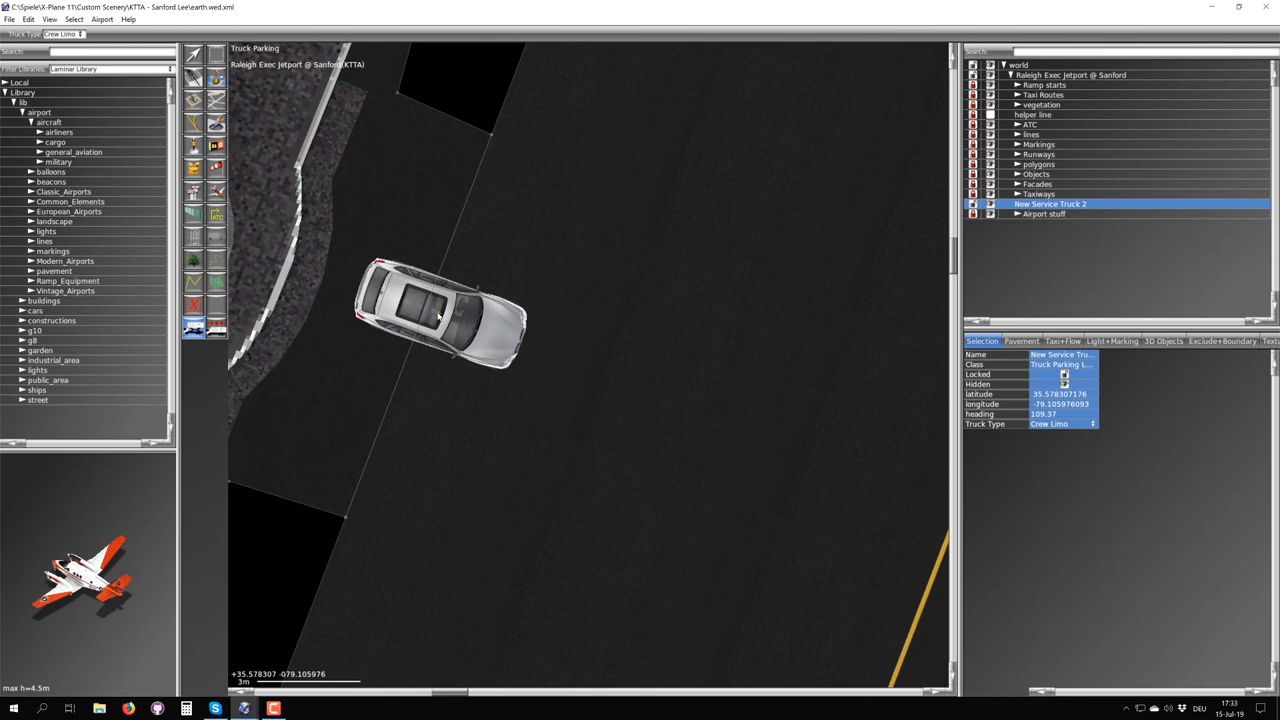 C:\Spiele\X-Plane 11\Custom Scenery\KTTA - Sanford Lee\earth.wed.xml
File Edit View Select Airport Help
Truck Type Crew Limo
Search:
Filter Libraries: Laminar Library
Local
Library
lib
airport
aircraft
airliners
cargo
general_aviation
military
balloons
beacons
Classic_Airports
Common_Elements
European_Airports
landscape
lights
lines
markings
Modern_Airports
pavement
Ramp_Equipment
Vintage_Airports
buildings
cars
constructions
g10
g8
garden
industrial_area
lights
public_area
ships
street
max h=4.5m
ATC
Truck Parking
Raleigh Exec Jetport @ Sanford (KTTA)
+35.578307 -079.105976
3m
Search:
world
Raleigh Exec Jetport @ Sanford
Ramp starts
Taxi Routes
vegetation
helper line
ATC
lines
Markings
Runways
polygons
Objects
Facades
Taxiways
New Service Truck 2
Airport stuff
Selection Pavement Taxi+Flow Light+Marking 3D Objects Exclude+Boundary Textu
Name New Service Tru...
Class Truck Parking L...
Locked
Hidden
latitude 35.578307176
longitude -79.105976093
heading 109.37
Truck Type Crew Limo
DEU
17:33
15-Jul-19